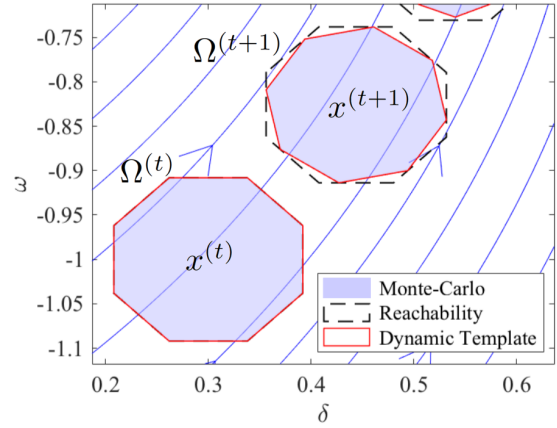 -0.75
-0.8
-0.85
-0.9
-0.95
-1
-1.05
-1.1
ω
Ω^(t+1)
x^(t+1)
Ω^(t)
x^(t)
Monte-Carlo
Reachability
Dynamic Template
0.2 0.3 0.4 0.5 0.6
δ